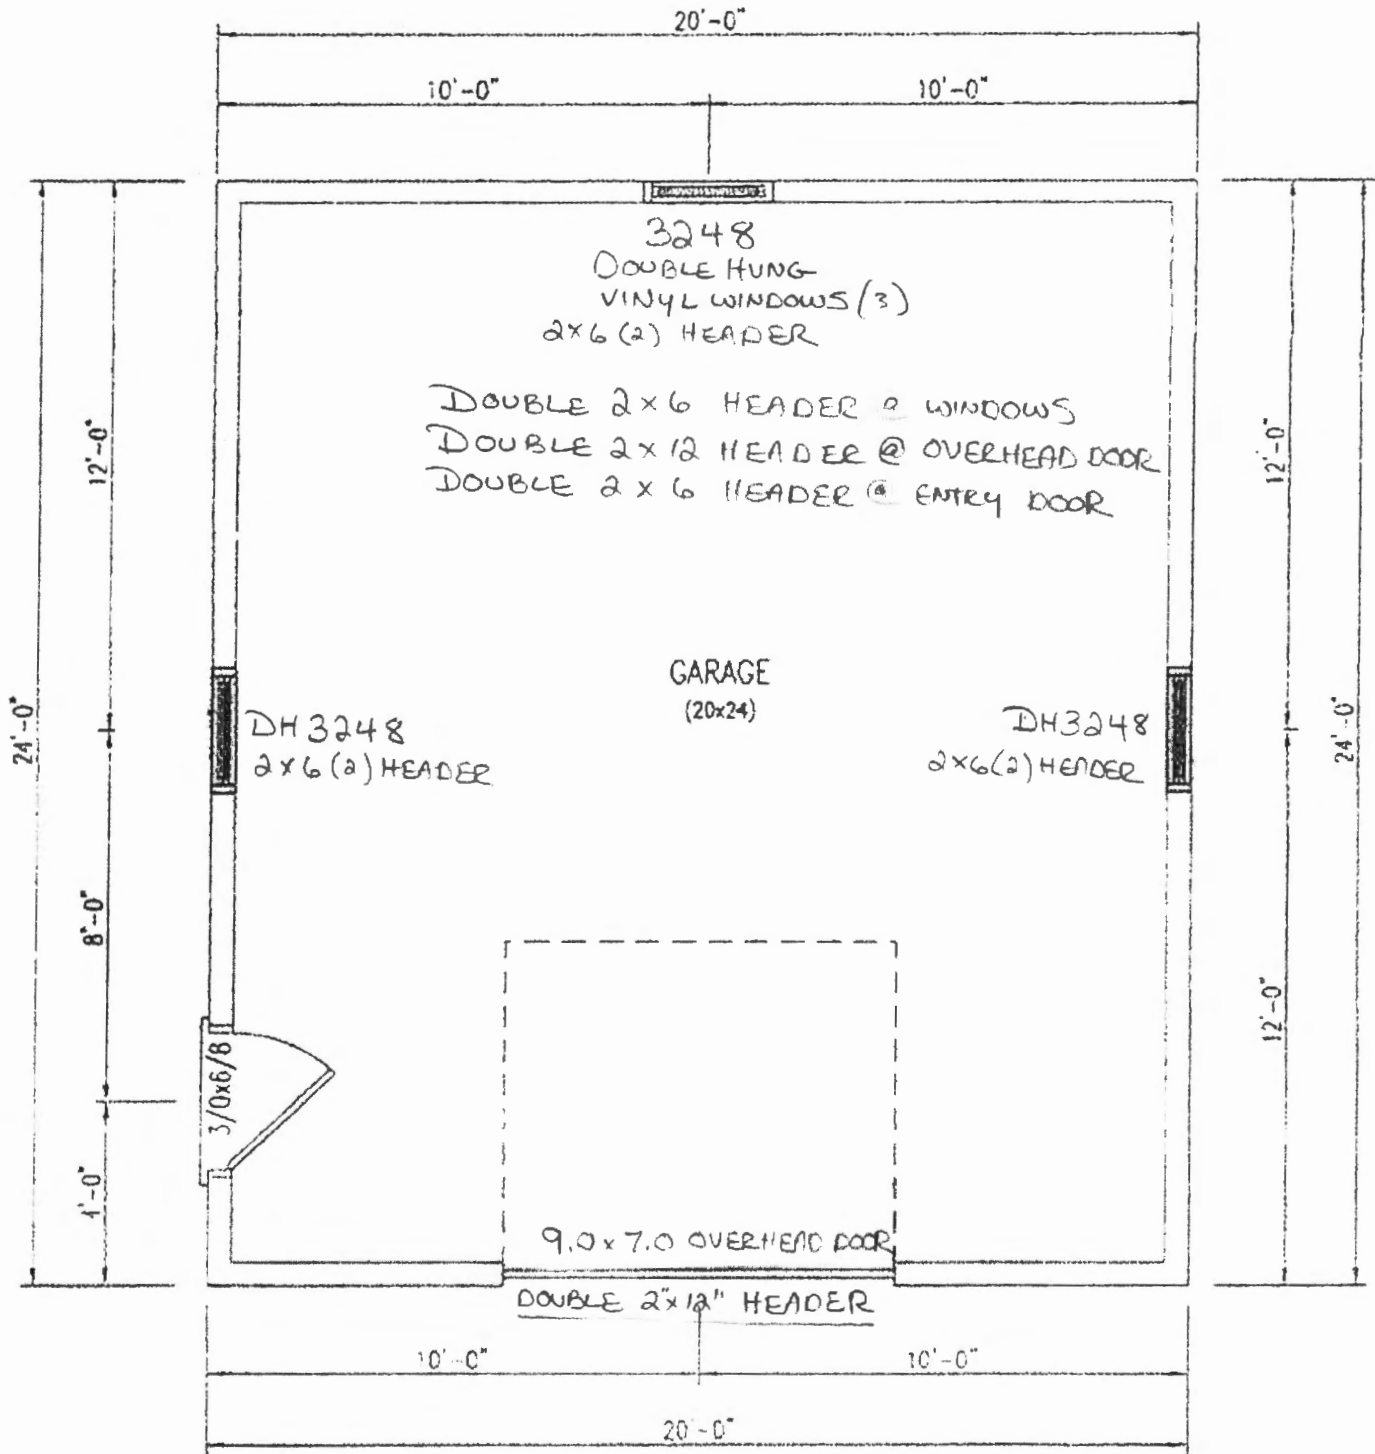 20'-0"
10'-0"
10'-0"
3248
DOUBLE HUNG
VINYL WINDOWS (3)
2x6 (2) HEADER
DOUBLE 2x6 HEADER @ WINDOWS
DOUBLE 2x12 HEADER @ OVERHEAD DOOR
DOUBLE 2x6 HEADER @ ENTRY DOOR
12'-0"
12'-0"
24'-0"
24'-0"
GARAGE
(20x24)
DH 3248
2x6 (2) HEADER
DH3248
2x6(2) HEADER
8'-0"
12'-0"
3/0x6/8
4'-0"
9.0 x 7.0 OVERHEAD DOOR
DOUBLE 2"x12" HEADER
10'-0"
10'-0"
20'-0"